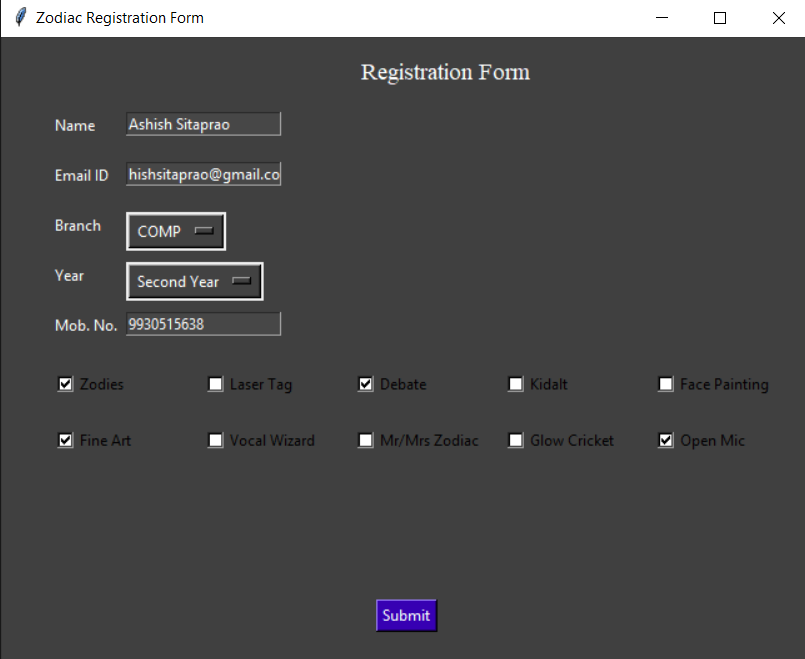 Zodiac Registration Form
Registration Form
Name Ashish Sitaprao
Email ID hishsitaprao@gmail.co
Branch COMP
Year Second Year
Mob. No. 9930515638
Zodies Laser Tag Debate Kidalt Face Painting
Fine Art Vocal Wizard Mr/Mrs Zodiac Glow Cricket Open Mic
Submit